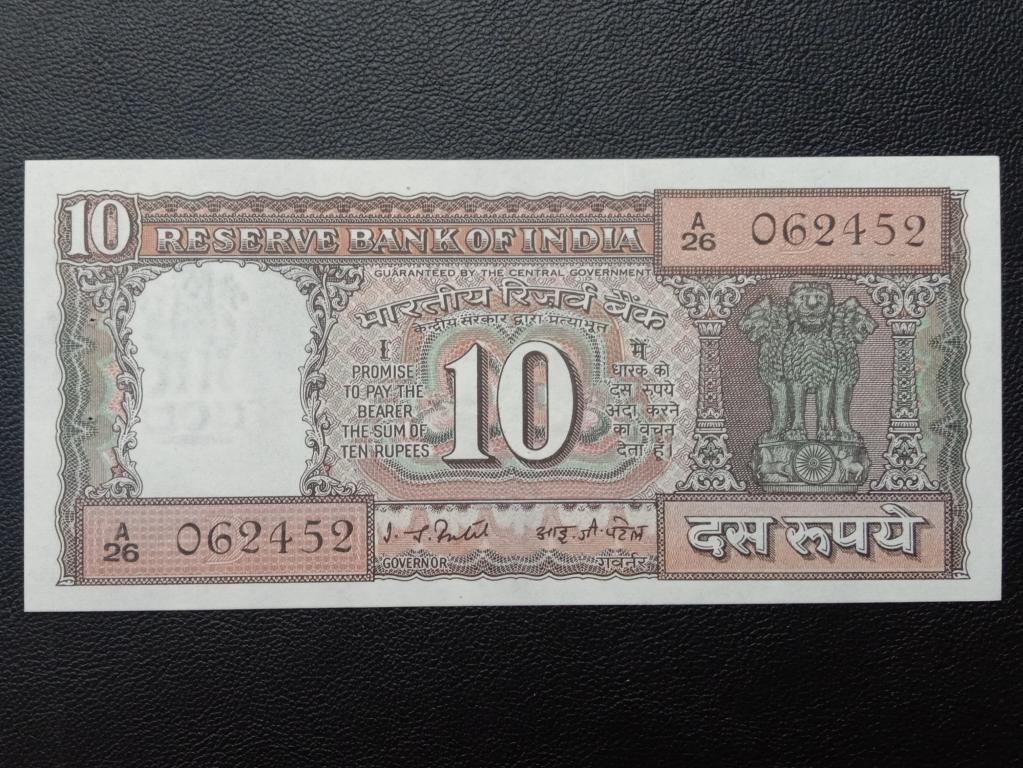 10
RESERVE BANK OF INDIA
A
26 062452
GUARANTEED BY THE CENTRAL GOVERNMENT
भारतीय रिज़र्व बैंक
केन्द्रीय सरकार द्वारा प्रत्याभूत
I
PROMISE
TO PAY THE
BEARER
THE SUM OF
TEN RUPEES
10
मैं
धारक को
दस रुपये
अदा करने
का वचन
देता हूं।
A
26 062452
आइ. जी. पटेल
GOVERNOR गवर्नर
दस रूपये